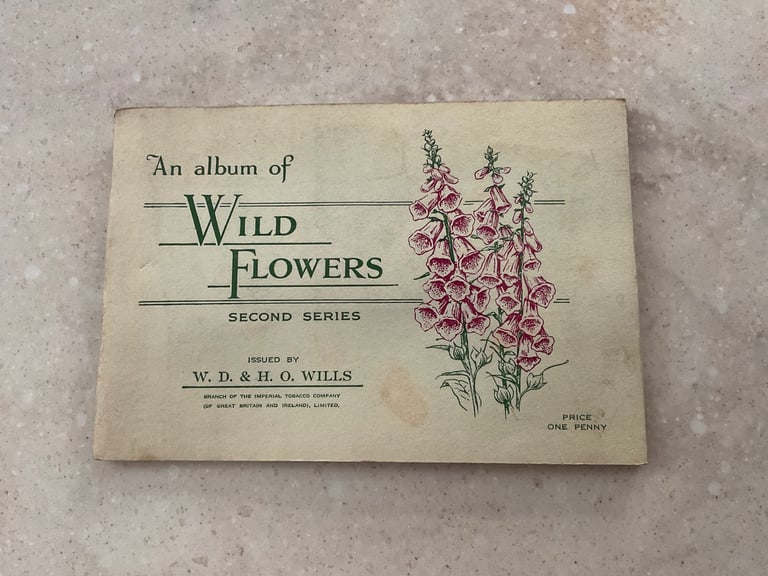 An album of
WILD
FLOWERS
SECOND SERIES
ISSUED BY
W. D. & H. O. WILLS
BRANCH OF THE IMPERIAL TOBACCO COMPANY
(OF GREAT BRITAIN AND IRELAND), LIMITED,
PRICE
ONE PENNY